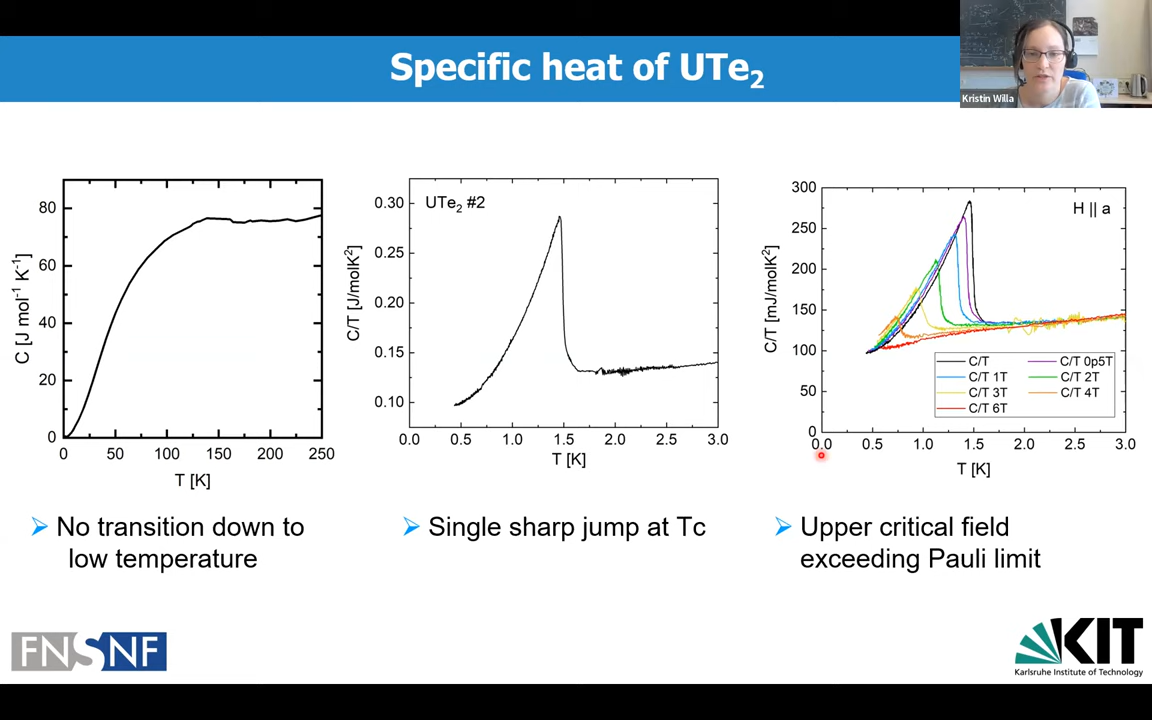 Specific heat of UTe2
Kristin Willa
80
60
40
20
0
0 50 100 150 200 250
C [J mol-1 K-1]
T [K]
UTe2 #2
0.30
0.25
0.20
0.15
0.10
0.0 0.5 1.0 1.5 2.0 2.5 3.0
C/T [J/molK2]
T [K]
H || a
300
250
200
150
100
50
0
0.0 0.5 1.0 1.5 2.0 2.5 3.0
C/T [mJ/molK2]
T [K]
C/T C/T 0p5T
C/T 1T C/T 2T
C/T 3T C/T 4T
C/T 6T
No transition down to
low temperature
Single sharp jump at Tc
Upper critical field
exceeding Pauli limit
FNSNF
KIT
Karlsruhe Institute of Technology